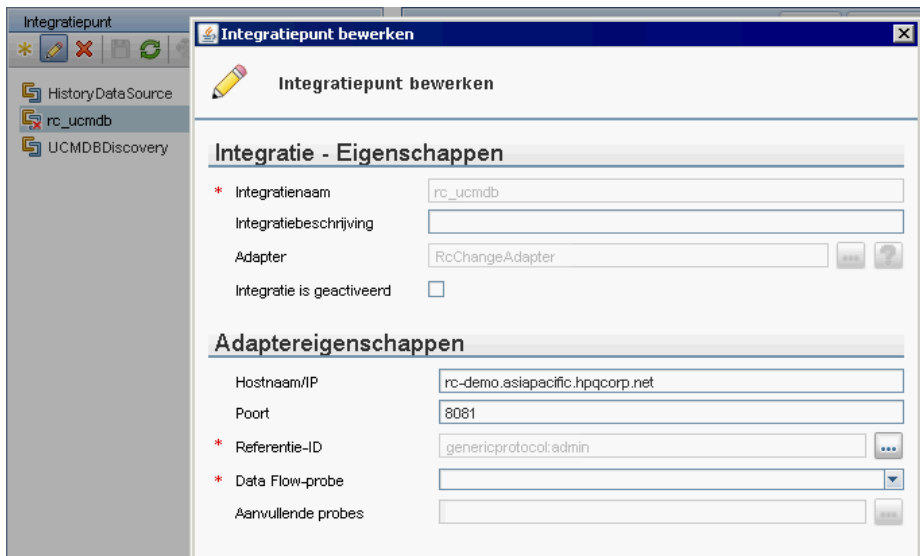 Integratiepunt
HistoryDataSource
rc_ucmdb
UCMDBDiscovery
Integratiepunt bewerken
Integratiepunt bewerken
Integratie - Eigenschappen
* Integratienaam rc_ucmdb
Integratiebeschrijving
Adapter RcChangeAdapter ... ?
Integratie is geactiveerd
Adaptereigenschappen
Hostnaam/IP rc-demo.asiapacific.hpqcorp.net
Poort 8081
* Referentie-ID genericprotocol:admin ...
* Data Flow-probe
Aanvullende probes ...